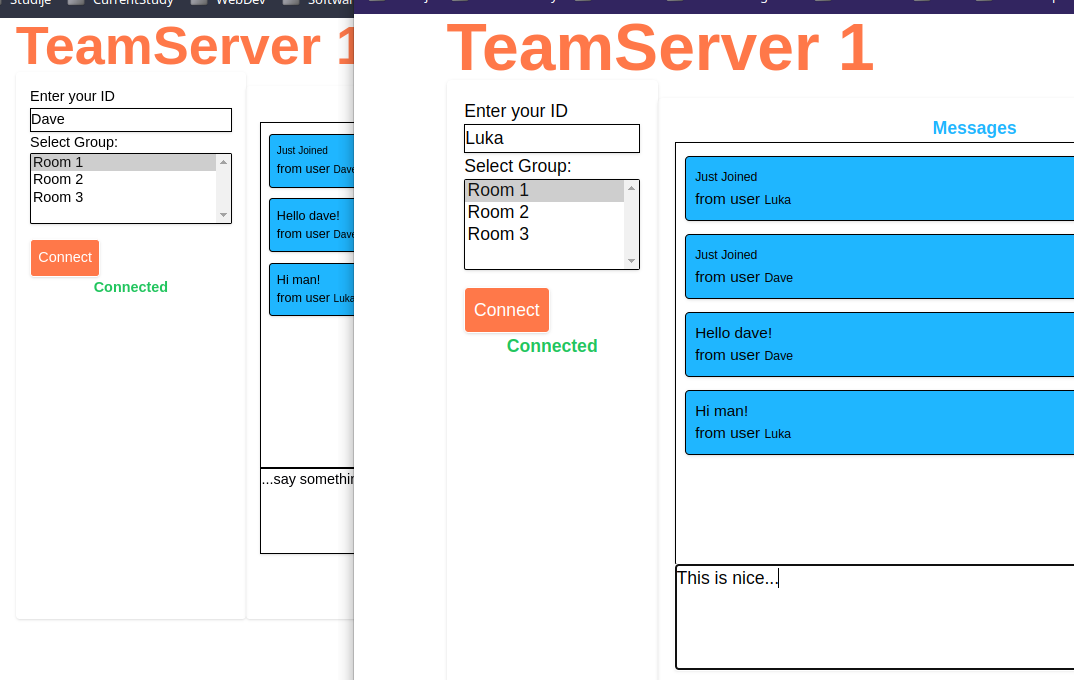 Studije CurrentStudy WebDev
TeamServer 1
Enter your ID
Dave
Select Group:
Room 1
Room 2
Room 3
Connect
Connected
Just Joined
from user Dave
Hello dave!
from user Dave
Hi man!
from user Luka
...say
TeamServer 1
Enter your ID
Luka
Select Group:
Room 1
Room 2
Room 3
Connect
Connected
Messages
Just Joined
from user Luka
Just Joined
from user Dave
Hello dave!
from user Dave
Hi man!
from user Luka
This is nice...